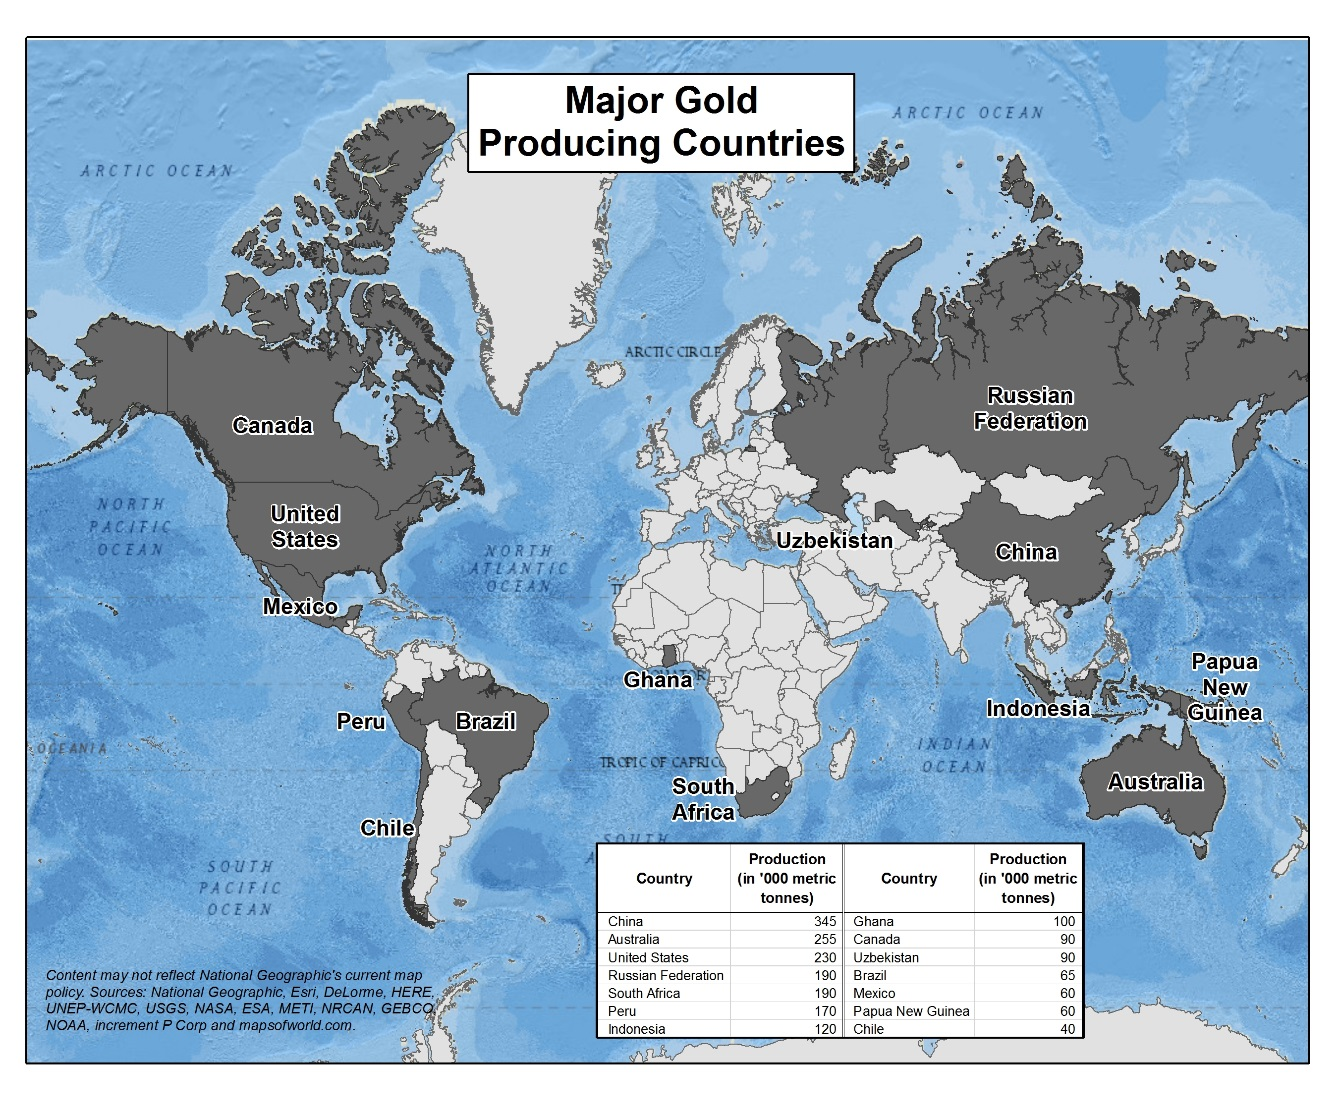 Major Gold
Producing Countries
ARCTIC OCEAN
ARCTIC OCEAN
ARCTIC CIRCLE
Russian
Federation
Canada
United
States
NORTH
PACIFIC
OCEAN
NORTH
ATLANTIC
OCEAN
Uzbekistan
China
Mexico
Ghana
Papua
New
Guinea
Indonesia
Peru
Brazil
OCEANIA
INDIAN
OCEAN
TROPIC OF CAPRIC
South
Africa
Australia
Chile
SOUTH
SOUTH
PACIFIC
OCEAN
Country Production (in '000 metric tonnes) Country Production (in '000 metric tonnes)
China 345 Ghana 100
Australia 255 Canada 90
United States 230 Uzbekistan 90
Russian Federation 190 Brazil 65
South Africa 190 Mexico 60
Peru 170 Papua New Guinea 60
Indonesia 120 Chile 40
Content may not reflect National Geographic's current map
policy. Sources: National Geographic, Esri, DeLorme, HERE,
UNEP-WCMC, USGS, NASA, ESA, METI, NRCAN, GEBCO,
NOAA, increment P Corp and mapsofworld.com.